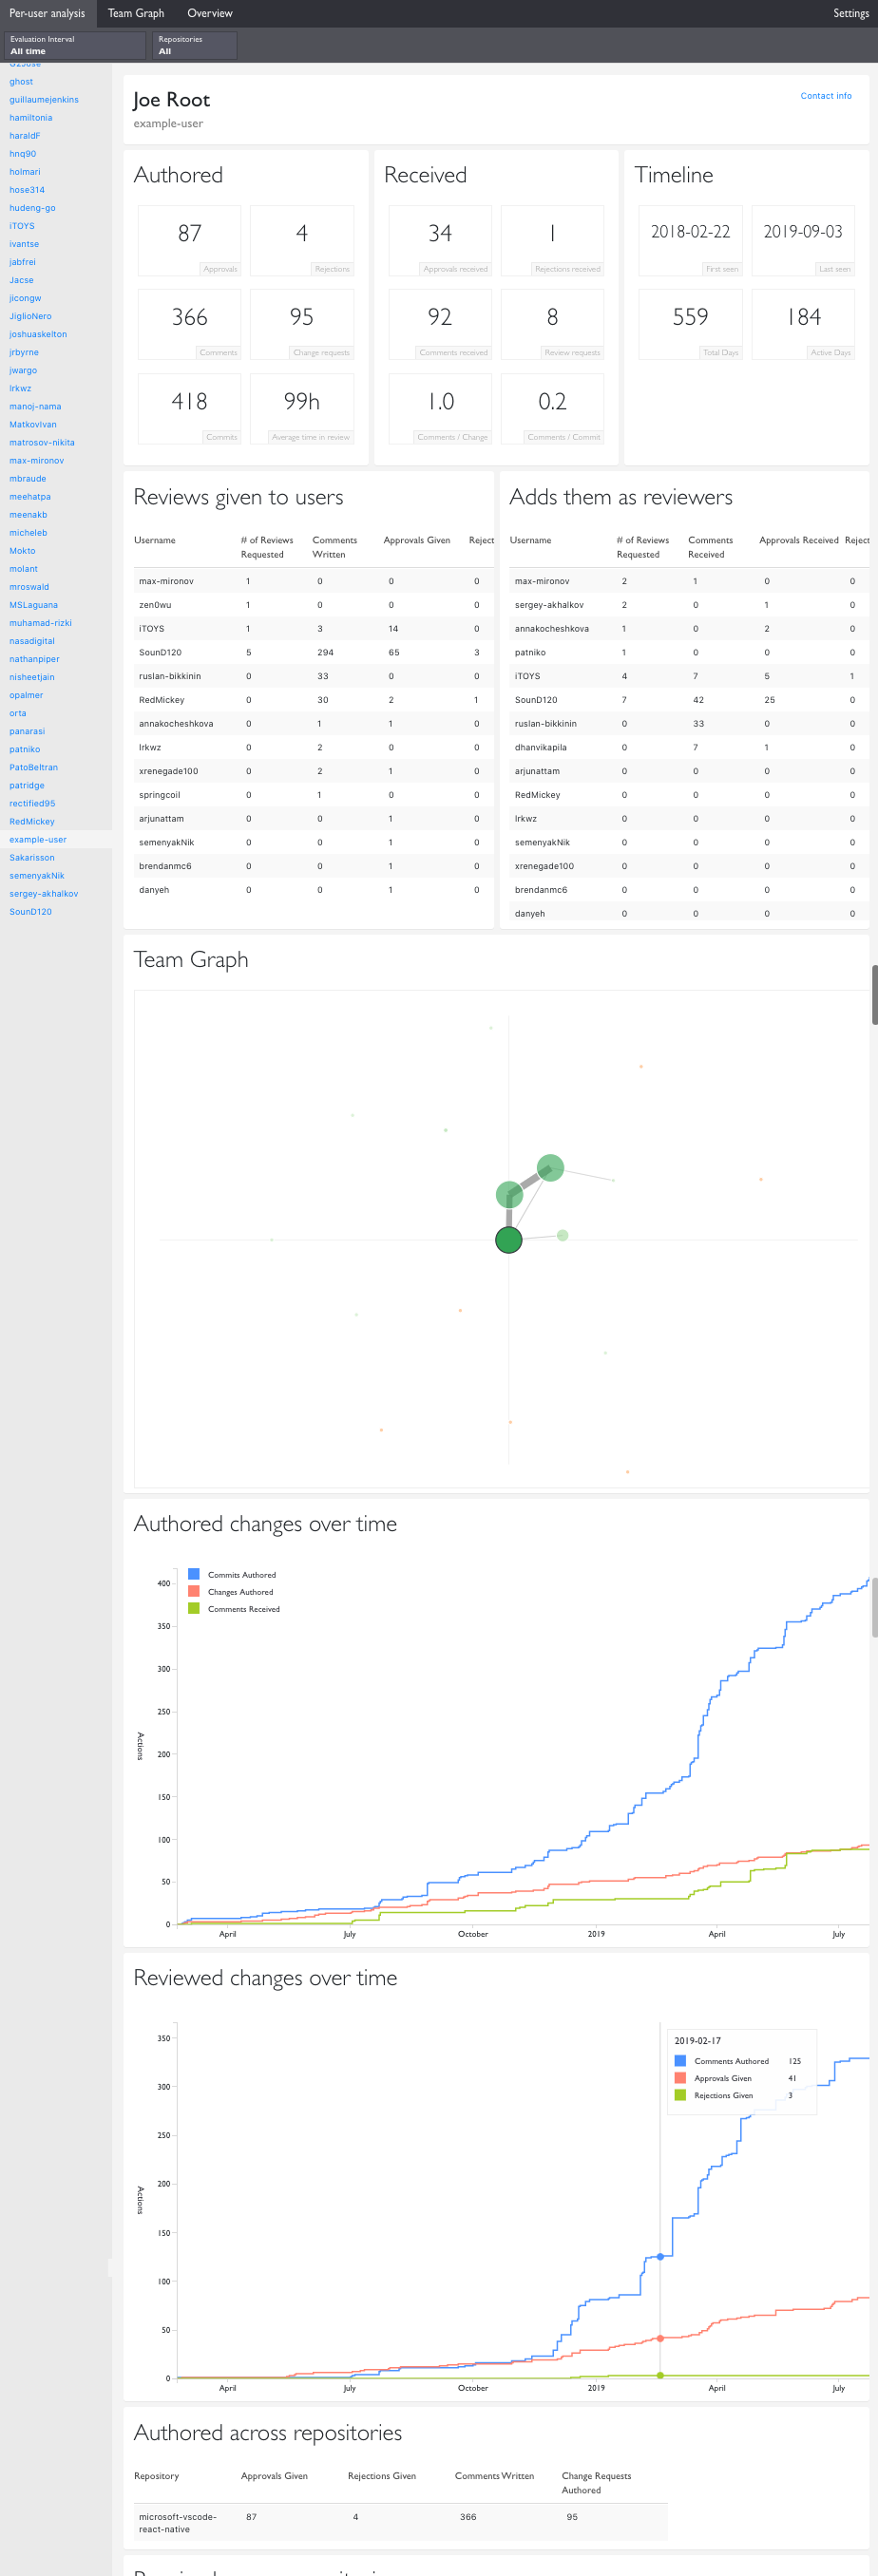 Per-user analysis Team Graph Overview Settings
Evaluation Interval
All time
Repositories
All
ghost
guillaumejenkins
hamiltonia
haraldF
hnq90
holmari
hose314
hudeng-go
iTOYS
ivantse
jabfrei
Jacse
jicongw
JiglioNero
joshuaskelton
jrbyrne
jwargo
lrkwz
manoj-nama
MatkovIvan
matrosov-nikita
max-mironov
mbraude
meehatpa
meenakb
micheleb
Mokto
molant
mroswald
MSLaguana
muhamad-rizki
nasadigital
nathanpiper
nisheetjain
opalmer
orta
panarasi
patniko
PatoBeltran
patridge
rectified95
RedMickey
example-user
Sakarisson
semenyakNik
sergey-akhalkov
SounD120
Joe Root
example-user
Contact info
Authored
87
Approvals
4
Rejections
366
Comments
95
Change requests
418
Commits
99h
Average time in review
Received
34
Approvals received
1
Rejections received
92
Comments received
8
Review requests
1.0
Comments / Change
0.2
Comments / Commit
Timeline
2018-02-22
First seen
2019-09-03
Last seen
559
Total Days
184
Active Days
Reviews given to users
Username # of Reviews Comments Approvals Given Reject
Requested Written
max-mironov 1 0 0 0
zen0wu 1 0 0 0
iTOYS 1 3 14 0
SounD120 5 294 65 3
ruslan-bikkinin 0 33 0 0
RedMickey 0 30 2 1
annakocheshkova 0 1 1 0
lrkwz 0 2 0 0
xrenegade100 0 2 1 0
springcoil 0 1 0 0
arjunattam 0 0 1 0
semenyakNik 0 0 1 0
brendanmc6 0 0 1 0
danyeh 0 0 1 0
Adds them as reviewers
Username # of Reviews Comments Approvals Received Reject
Requested Received
max-mironov 2 1 0 0
sergey-akhalkov 2 0 1 0
annakocheshkova 1 0 2 0
patniko 1 0 0 0
iTOYS 4 7 5 1
SounD120 7 42 25 0
ruslan-bikkinin 0 33 0 0
dhanvikapila 0 7 1 0
arjunattam 0 0 0 0
RedMickey 0 0 0 0
lrkwz 0 0 0 0
semenyakNik 0 0 0 0
xrenegade100 0 0 0 0
brendanmc6 0 0 0 0
danyeh 0 0 0 0
Team Graph
Authored changes over time
Commits Authored
Changes Authored
Comments Received
400
350
300
250
200
150
100
50
0
Actions
April July October 2019 April July
Reviewed changes over time
2019-02-17
Comments Authored 125
Approvals Given 41
Rejections Given 3
350
300
250
200
150
100
50
0
Actions
April July October 2019 April July
Authored across repositories
Repository Approvals Given Rejections Given Comments Written Change Requests
Authored
microsoft-vscode- 87 4 366 95
react-native